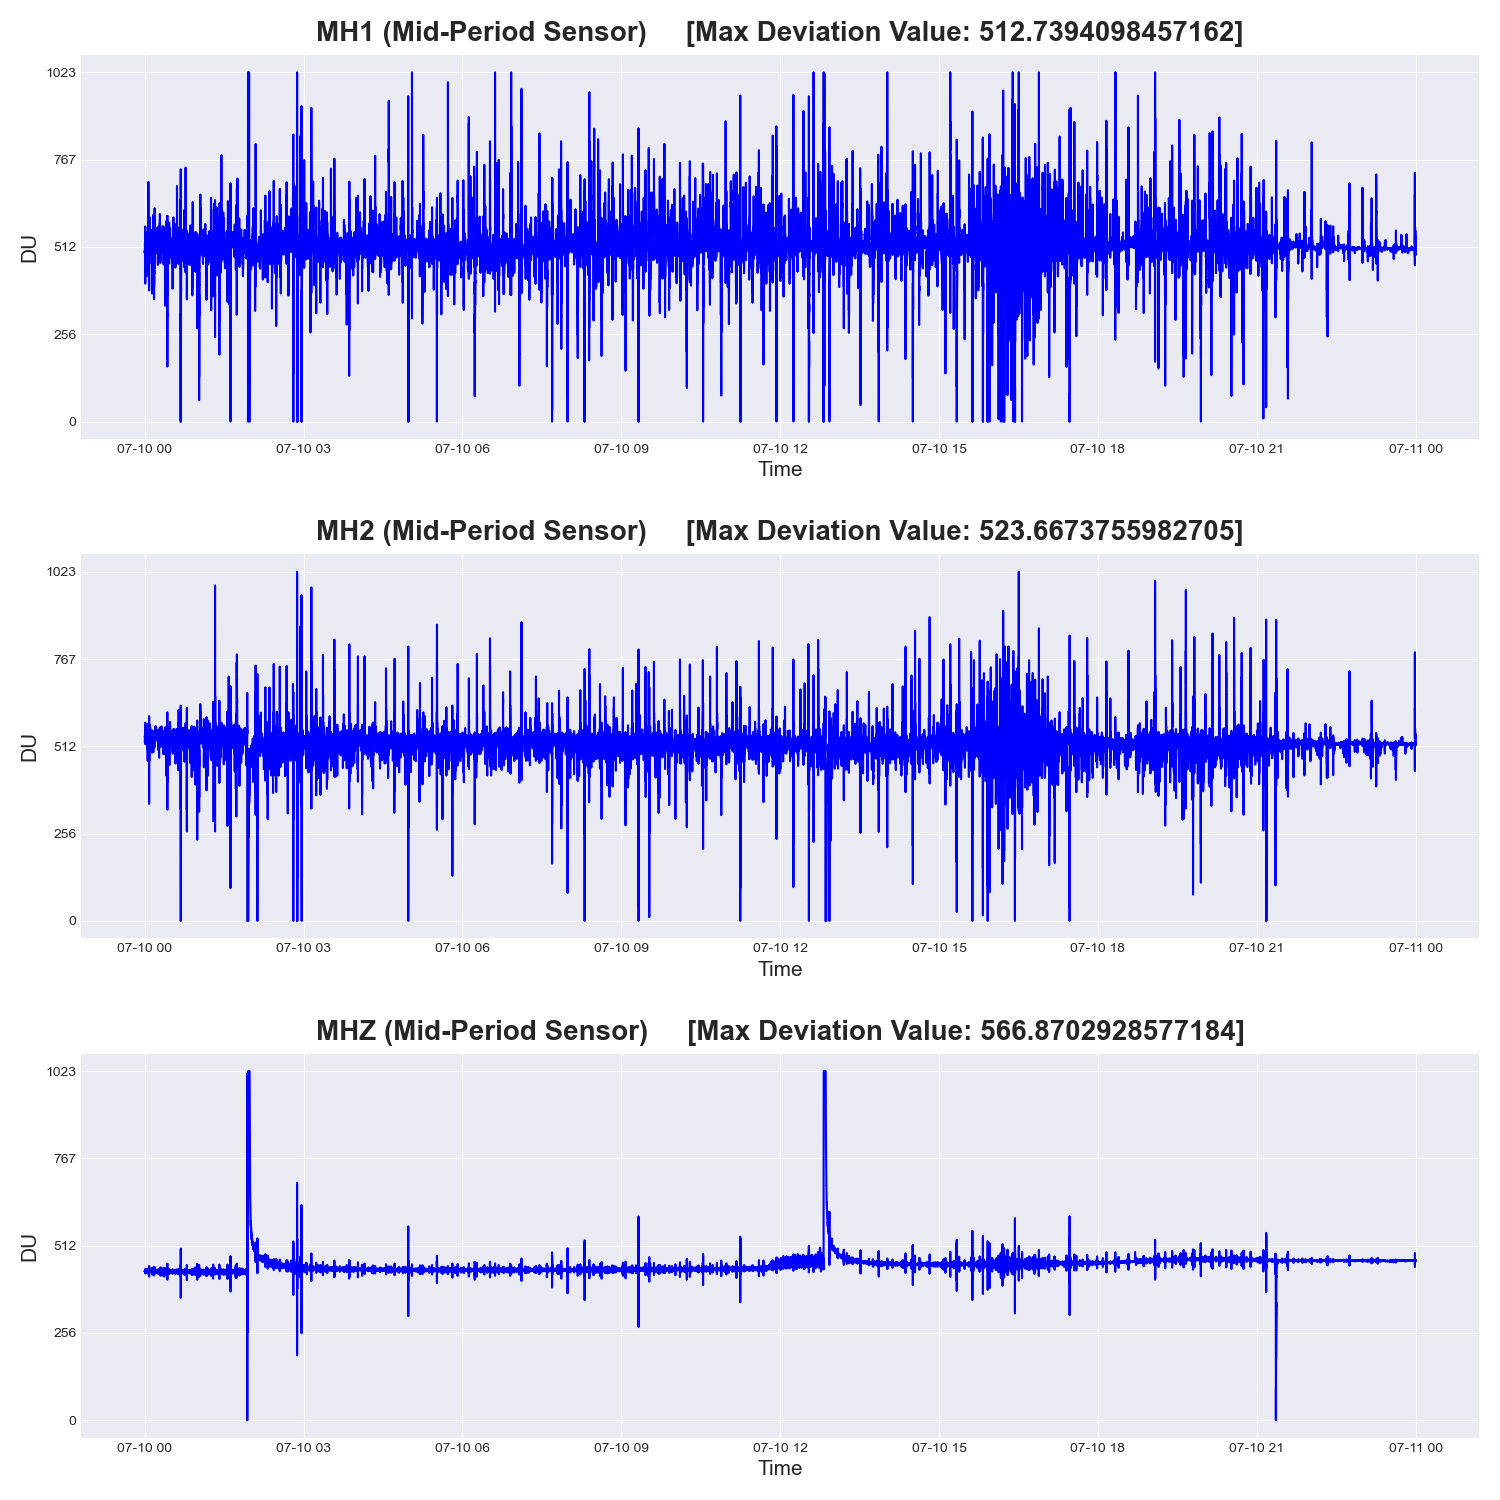 MH1 (Mid-Period Sensor)     [Max Deviation Value: 512.7394098457162]
1023
767
512
256
0
DU
07-10 00 07-10 03 07-10 06 07-10 09 07-10 12 07-10 15 07-10 18 07-10 21 07-11 00
Time
MH2 (Mid-Period Sensor)     [Max Deviation Value: 523.6673755982705]
1023
767
512
256
0
DU
07-10 00 07-10 03 07-10 06 07-10 09 07-10 12 07-10 15 07-10 18 07-10 21 07-11 00
Time
MHZ (Mid-Period Sensor)     [Max Deviation Value: 566.8702928577184]
1023
767
512
256
0
DU
07-10 00 07-10 03 07-10 06 07-10 09 07-10 12 07-10 15 07-10 18 07-10 21 07-11 00
Time